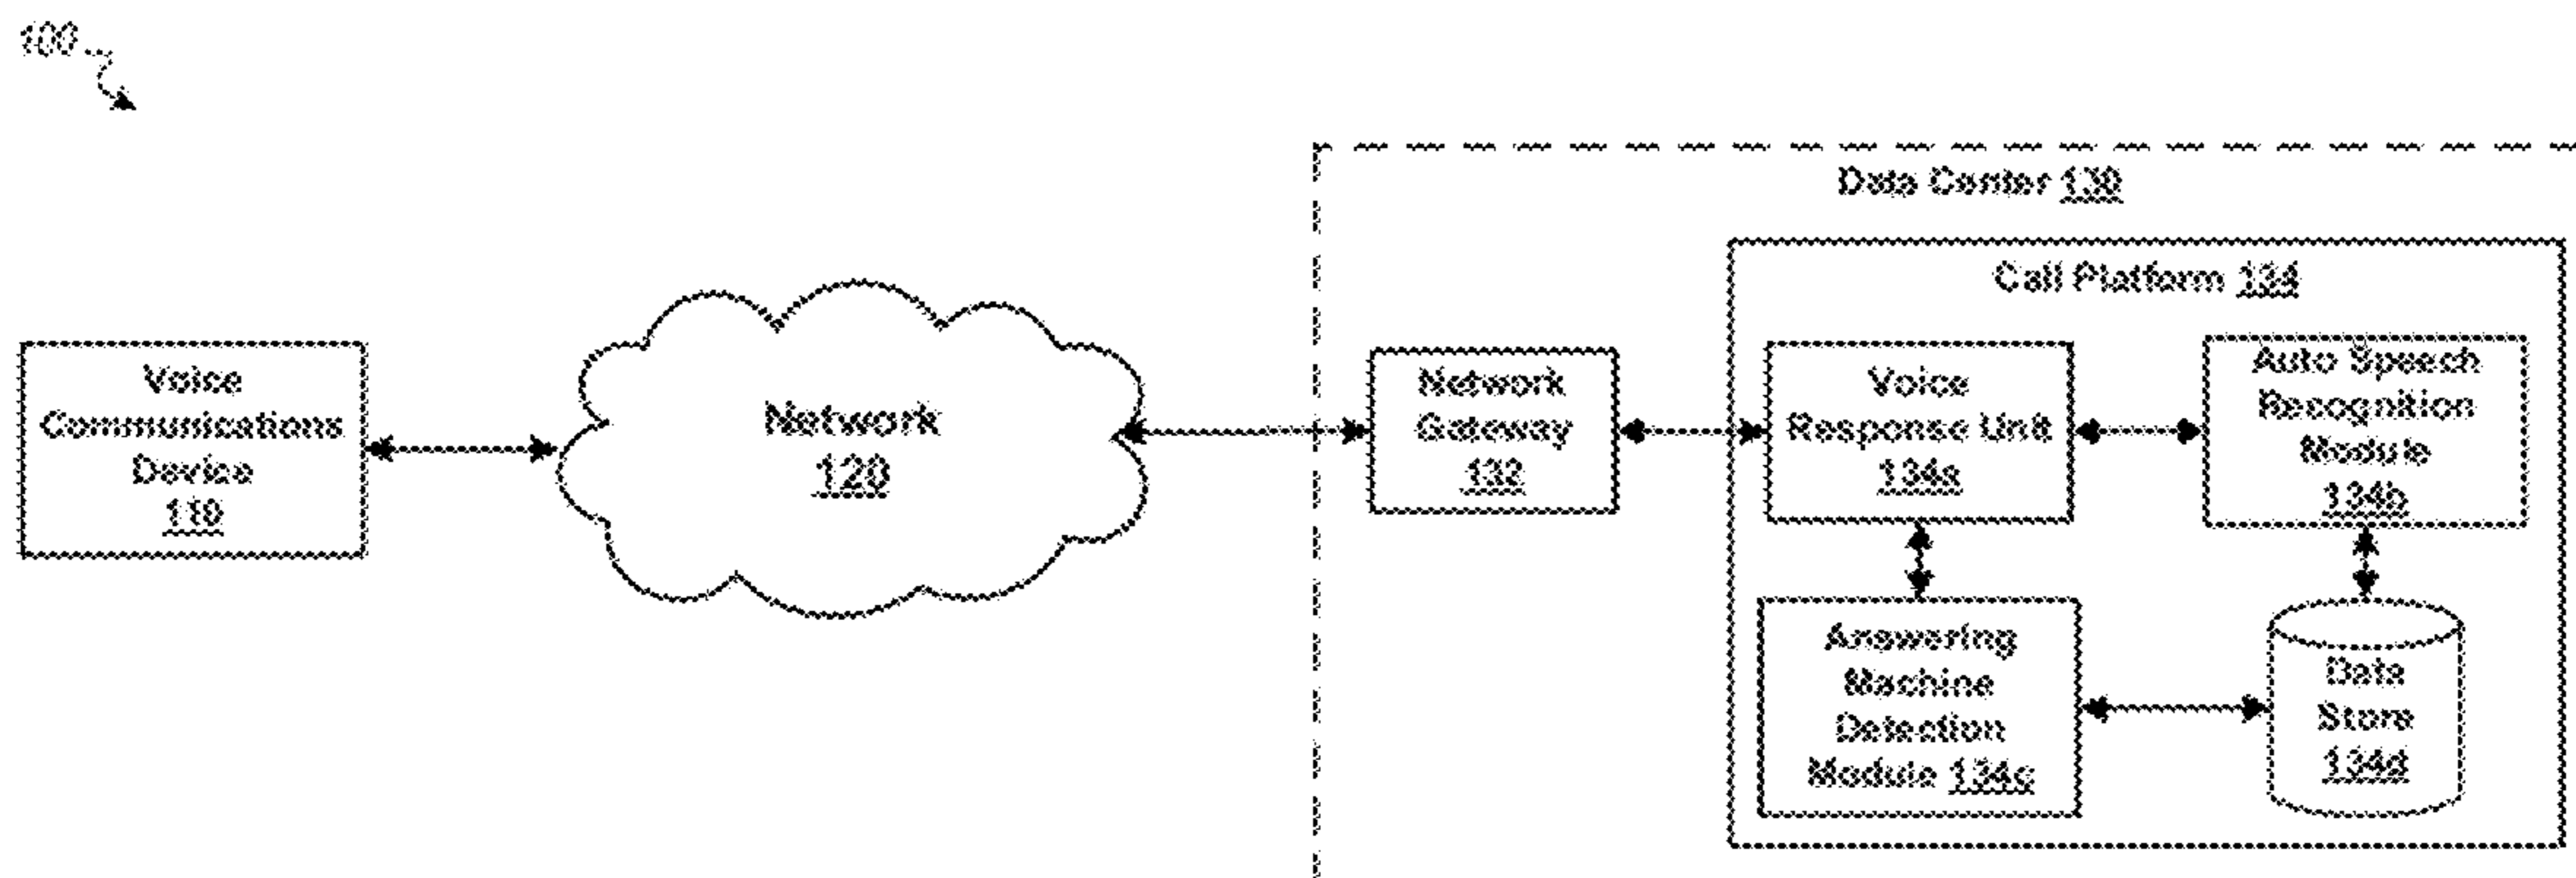 100
Data Center 130
Call Platform 134
Voice
Communications
Device
110
Network
120
Network
Gateway
132
Voice
Response Unit
134a
Auto Speech
Recognition
Module
134b
Answering
Machine
Detection
Module 134c
Data
Store
134d